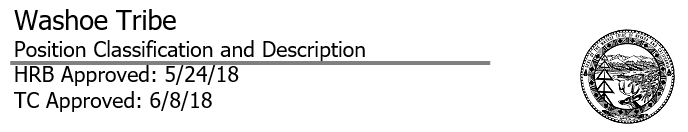 Washoe Tribe
Position Classification and Description
HRB Approved: 5/24/18
TC Approved: 6/8/18